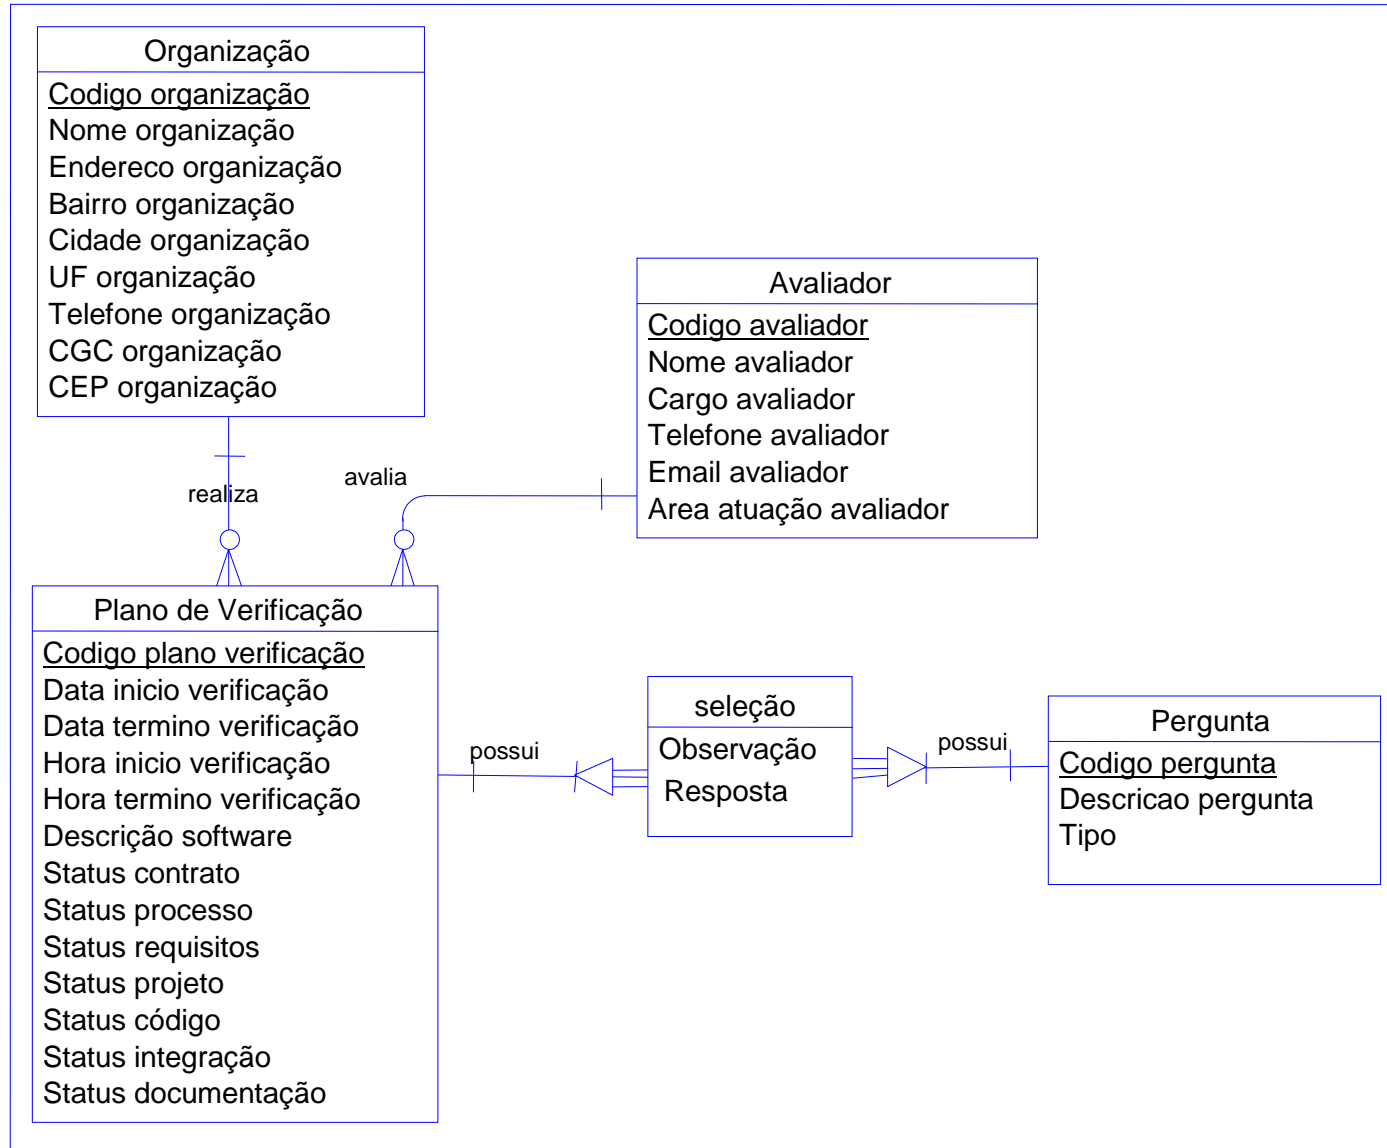 Organização
Codigo organização
Nome organização
Endereco organização
Bairro organização
Cidade organização
UF organização
Telefone organização
CGC organização
CEP organização
Avaliador
Codigo avaliador
Nome avaliador
Cargo avaliador
Telefone avaliador
Email avaliador
Area atuação avaliador
realiza
avalia
Plano de Verificação
Codigo plano verificação
Data inicio verificação
Data termino verificação
Hora inicio verificação
Hora termino verificação
Descrição software
Status contrato
Status processo
Status requisitos
Status projeto
Status código
Status integração
Status documentação
possui
seleção
Observação
Resposta
possui
Pergunta
Codigo pergunta
Descricao pergunta
Tipo